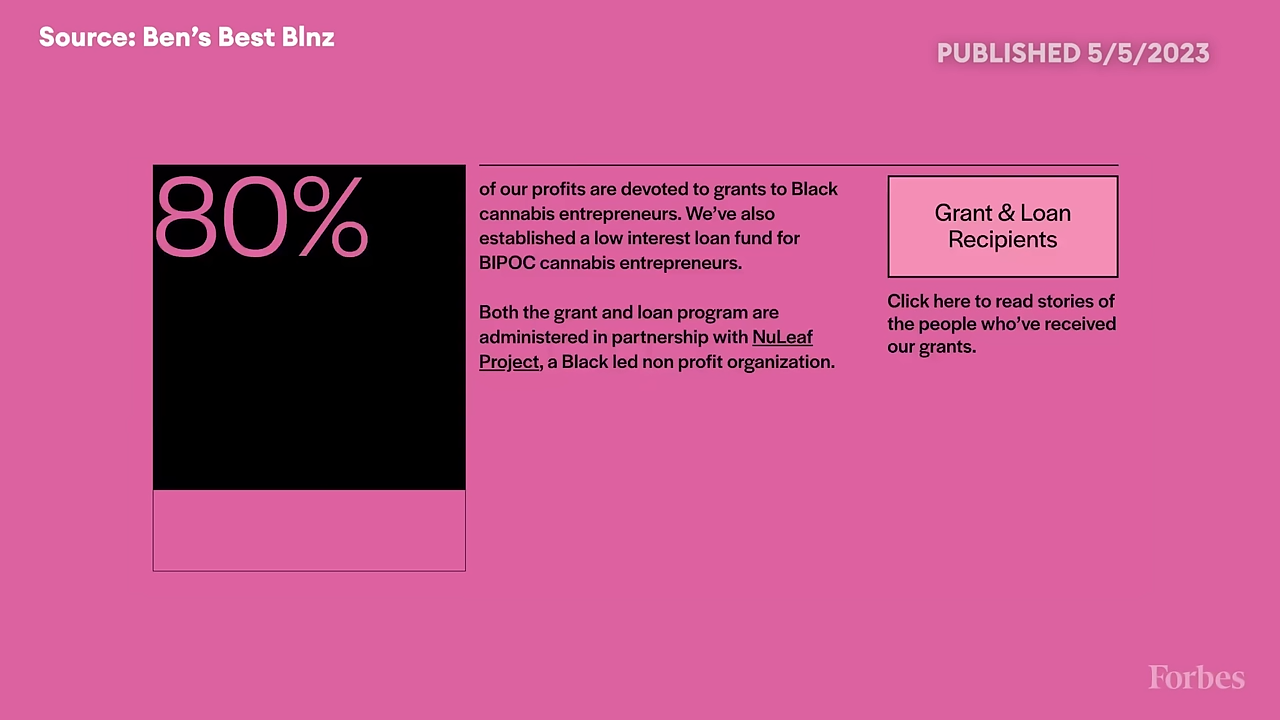 Source: Ben’s Best Blnz
PUBLISHED 5/5/2023
80%
of our profits are devoted to grants to Black
cannabis entrepreneurs. We’ve also
established a low interest loan fund for
BIPOC cannabis entrepreneurs.
Both the grant and loan program are
administered in partnership with NuLeaf
Project, a Black led non profit organization.
Grant & Loan
Recipients
Click here to read stories of
the people who’ve received
our grants.
Forbes